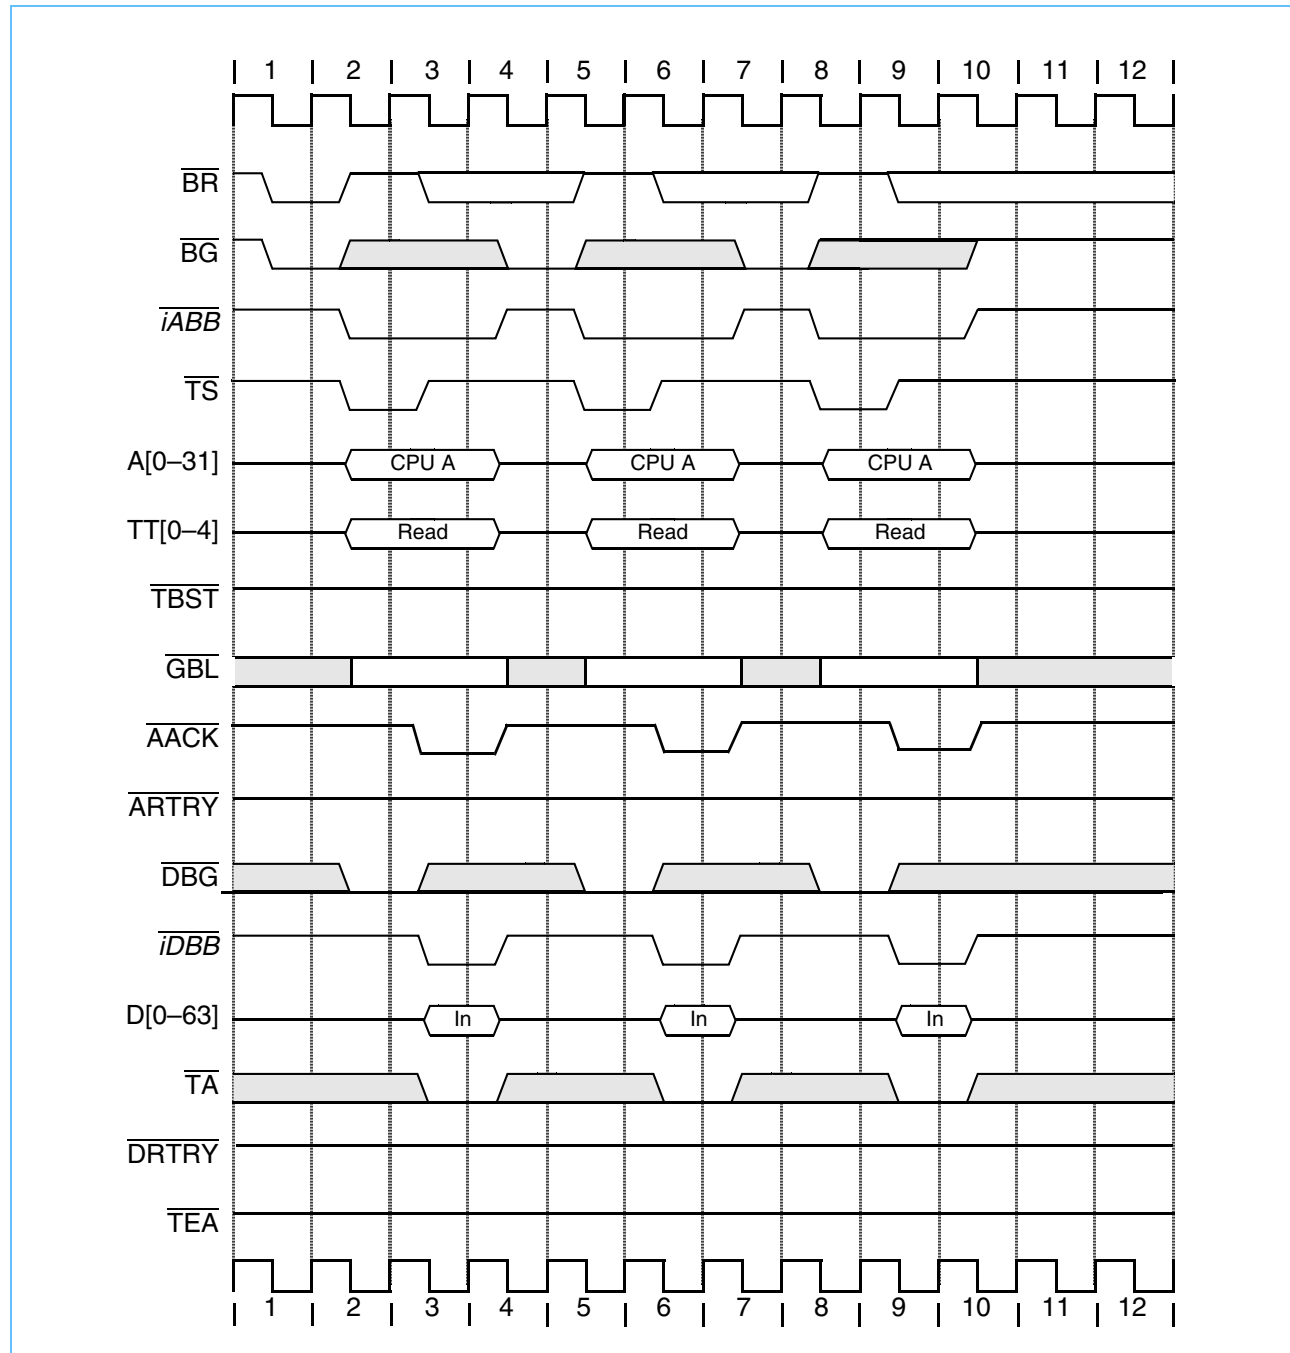 1 2 3 4 5 6 7 8 9 10 11 12
BR
BG
iABB
TS
A[0–31] CPU A CPU A CPU A
TT[0–4] Read Read Read
TBST
GBL
AACK
ARTRY
DBG
iDBB
D[0–63] In In In
TA
DRTRY
TEA
1 2 3 4 5 6 7 8 9 10 11 12